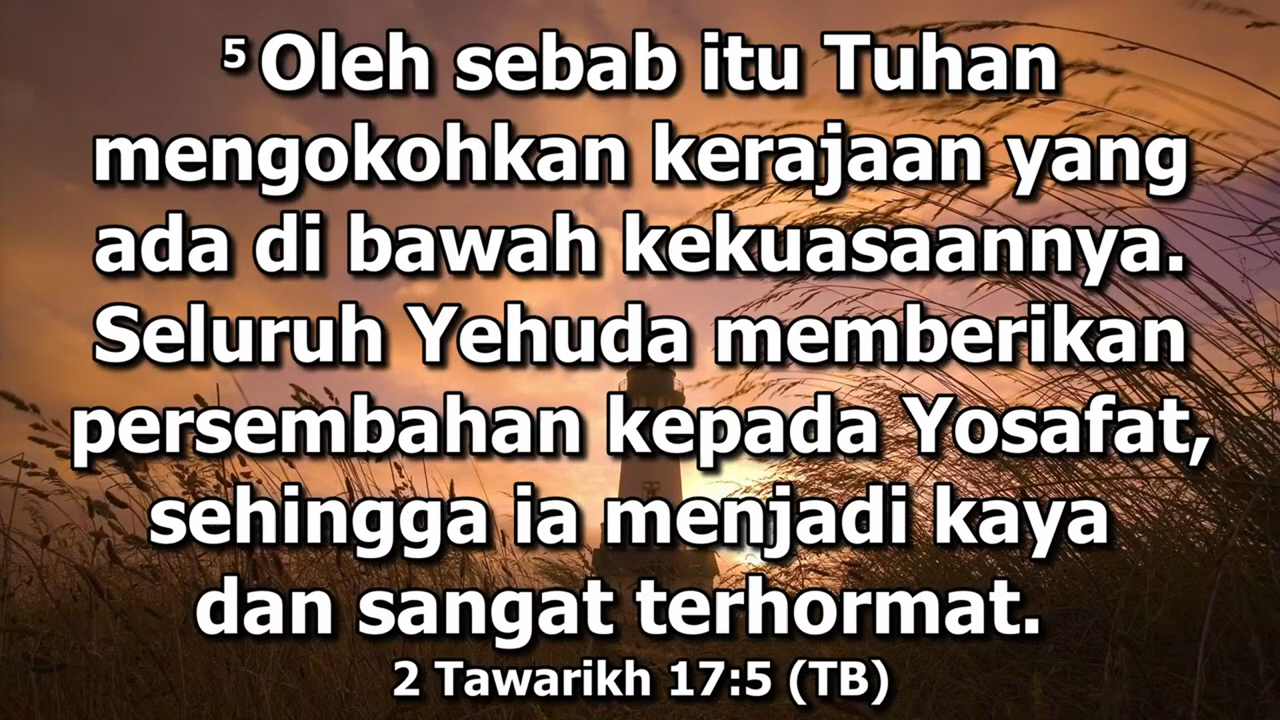 5 Oleh sebab itu Tuhan
mengokohkan kerajaan yang
ada di bawah kekuasaannya.
Seluruh Yehuda memberikan
persembahan kepada Yosafat,
sehingga ia menjadi kaya
dan sangat terhormat.
2 Tawarikh 17:5 (TB)